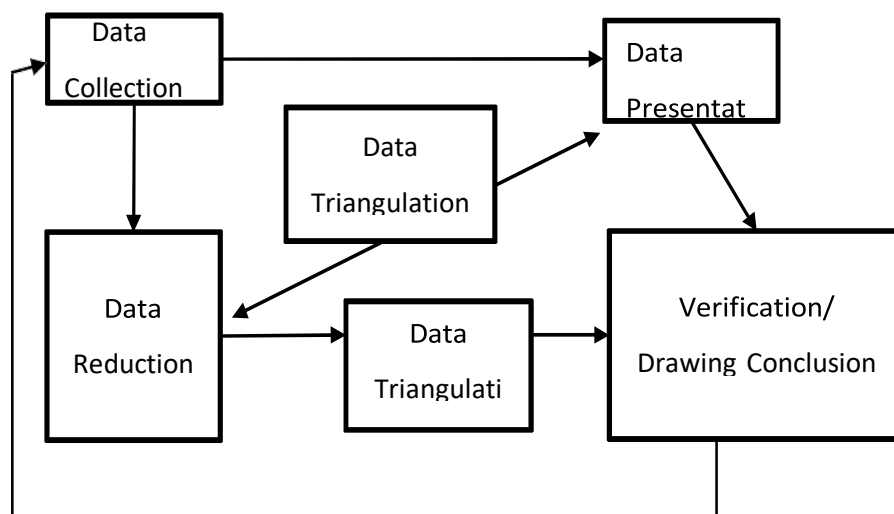 Data
Collection
Data
Presentat
Data
Triangulation
Data
Reduction
Data
Triangulati
Verification/
Drawing Conclusion